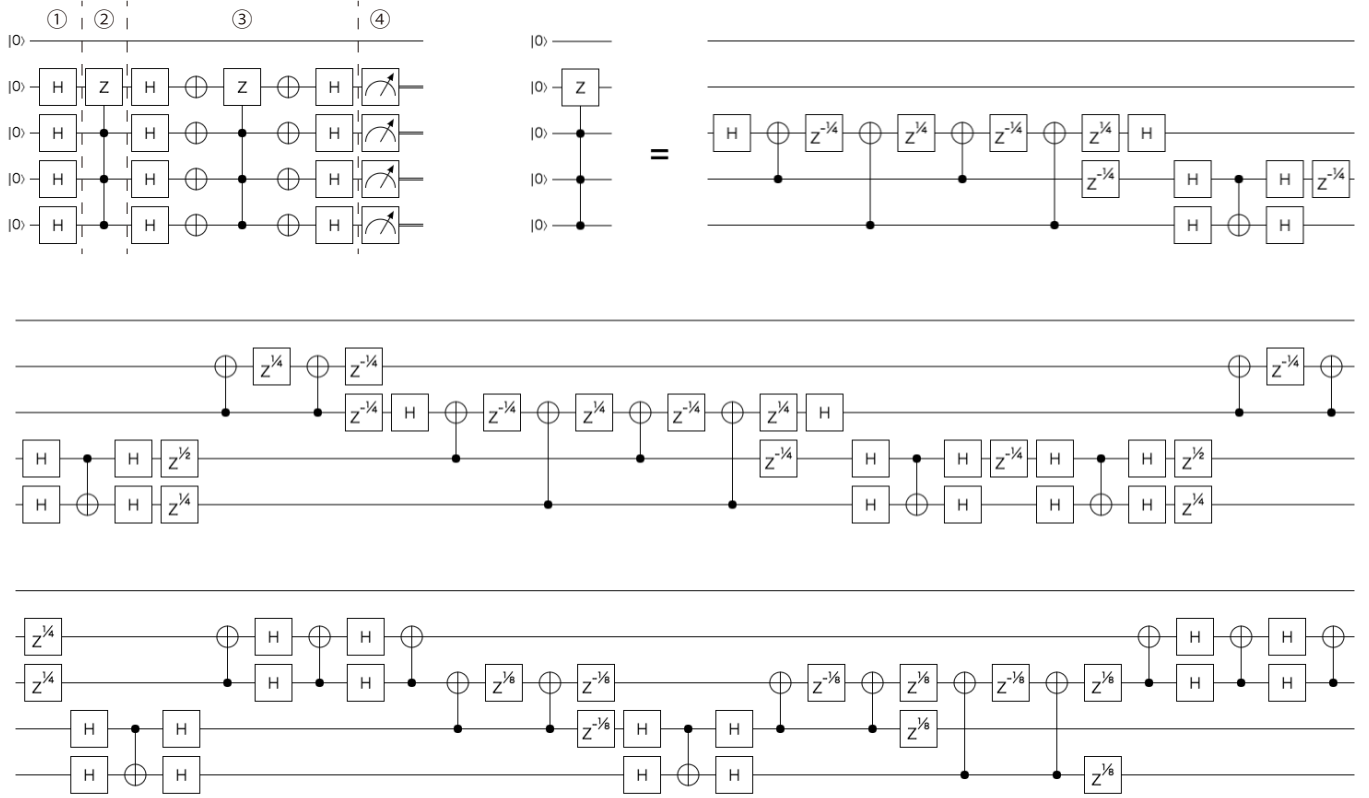 ① ② ③ ④
|0⟩ |0⟩
|0⟩ H Z H Z H |0⟩ Z
|0⟩ H H H |0⟩ = H Z^-¼ Z^¼ Z^-¼ Z^¼ H
|0⟩ H H H |0⟩ Z^-¼ H H Z^-¼
|0⟩ H H H |0⟩ H H
Z^¼ Z^-¼ Z^-¼
Z^-¼ H Z^-¼ Z^¼ Z^-¼ Z^¼ H
H H Z^½ Z^-¼ H H Z^-¼ H H Z^½
H H Z^¼ H H H H Z^¼
Z^¼ H H H H
Z^¼ H H Z^⅛ Z^-⅛ Z^-⅛ Z^⅛ Z^-⅛ Z^⅛ H H
H H Z^-⅛ H H Z^⅛
H H H H Z^⅛